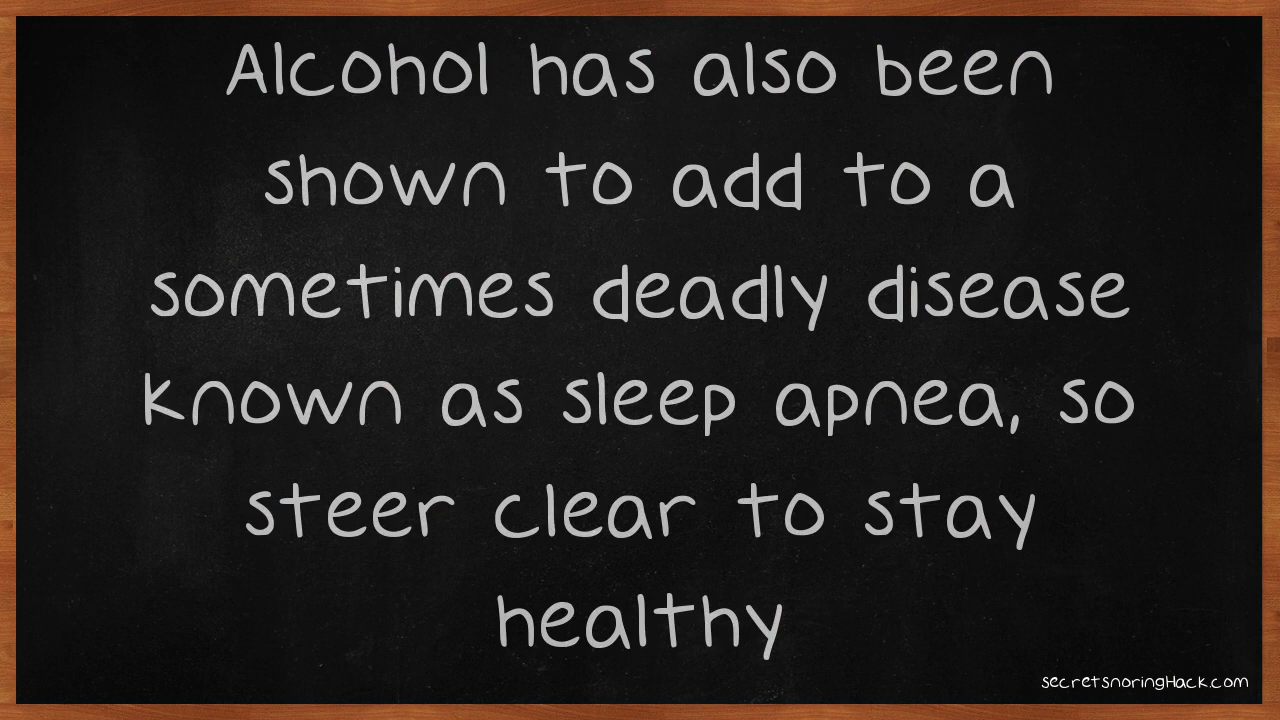 Alcohol has also been
shown to add to a
sometimes deadly disease
known as sleep apnea, so
steer clear to stay
healthy
secretsnoringHack.com